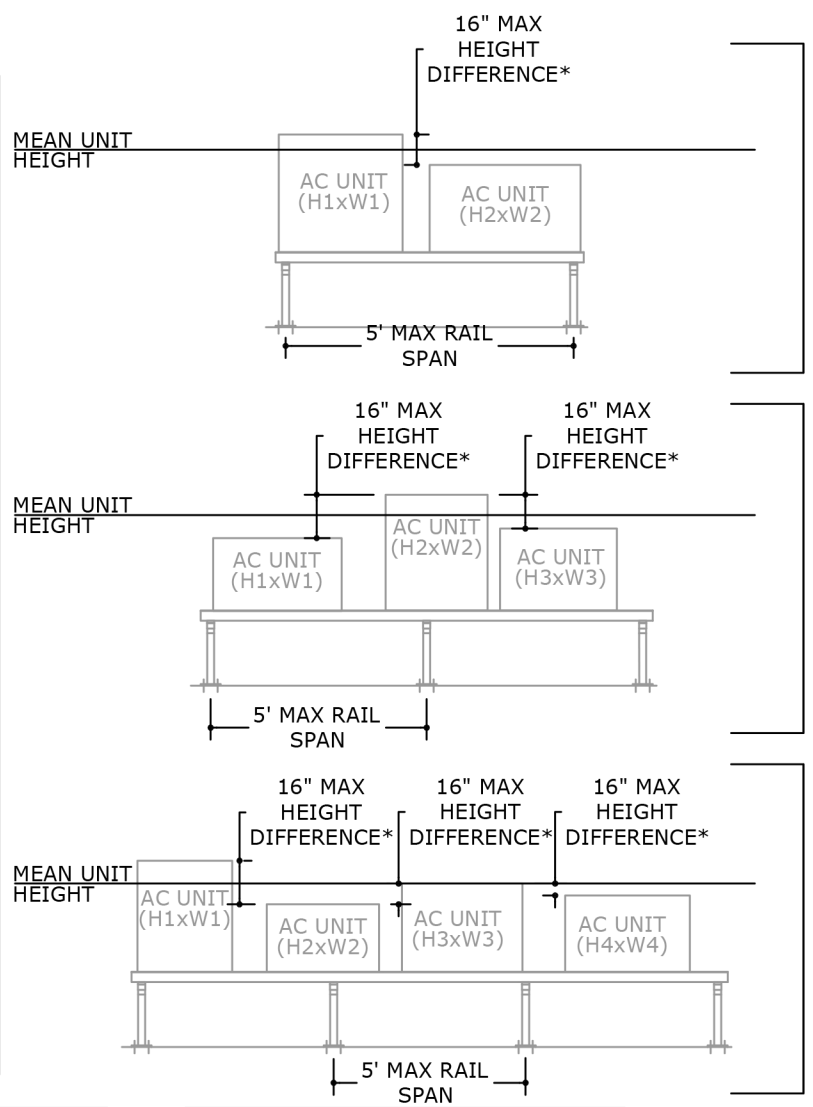 16" MAX
HEIGHT
DIFFERENCE*
MEAN UNIT
HEIGHT
AC UNIT
(H1xW1)
AC UNIT
(H2xW2)
5' MAX RAIL
SPAN
16" MAX
HEIGHT
DIFFERENCE*
16" MAX
HEIGHT
DIFFERENCE*
MEAN UNIT
HEIGHT
AC UNIT
(H1xW1)
AC UNIT
(H2xW2)
AC UNIT
(H3xW3)
5' MAX RAIL
SPAN
16" MAX
HEIGHT
DIFFERENCE*
16" MAX
HEIGHT
DIFFERENCE*
16" MAX
HEIGHT
DIFFERENCE*
MEAN UNIT
HEIGHT
AC UNIT
(H1xW1)
AC UNIT
(H2xW2)
AC UNIT
(H3xW3)
AC UNIT
(H4xW4)
5' MAX RAIL
SPAN